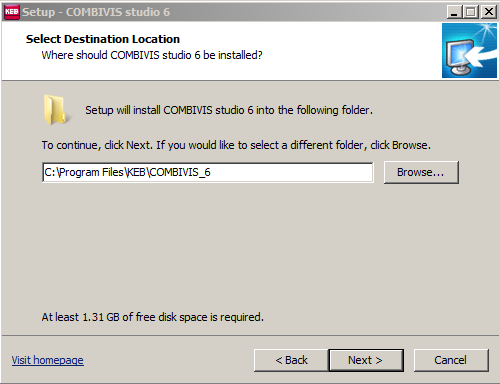 KEB Setup - COMBIVIS studio 6
Select Destination Location
Where should COMBIVIS studio 6 be installed?
Setup will install COMBIVIS studio 6 into the following folder.
To continue, click Next. If you would like to select a different folder, click Browse.
C:\Program Files\KEB\COMBIVIS_6
Browse...
At least 1.31 GB of free disk space is required.
Visit homepage
< Back
Next >
Cancel